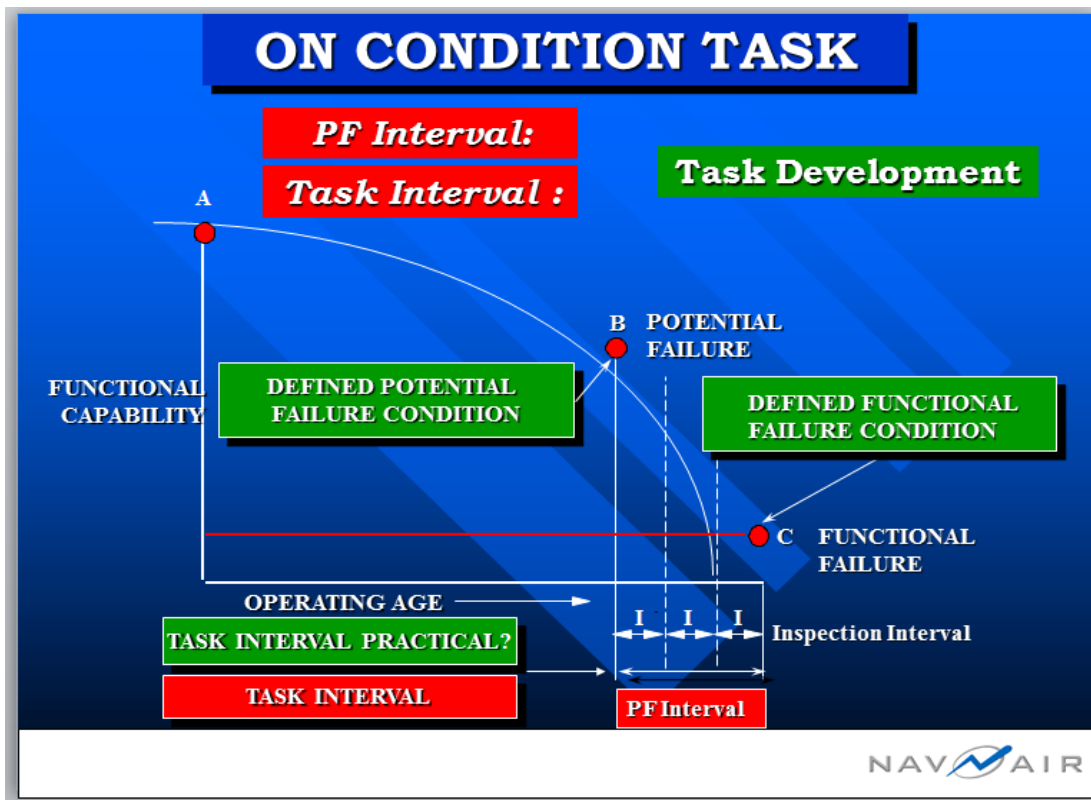 ON CONDITION TASK
PF Interval:
Task Development
Task Interval :
A
B POTENTIAL
FAILURE
FUNCTIONAL
CAPABILITY
DEFINED POTENTIAL
FAILURE CONDITION
DEFINED FUNCTIONAL
FAILURE CONDITION
C FUNCTIONAL
FAILURE
OPERATING AGE
I I I
Inspection Interval
TASK INTERVAL PRACTICAL?
TASK INTERVAL
PF Interval
NAVAIR